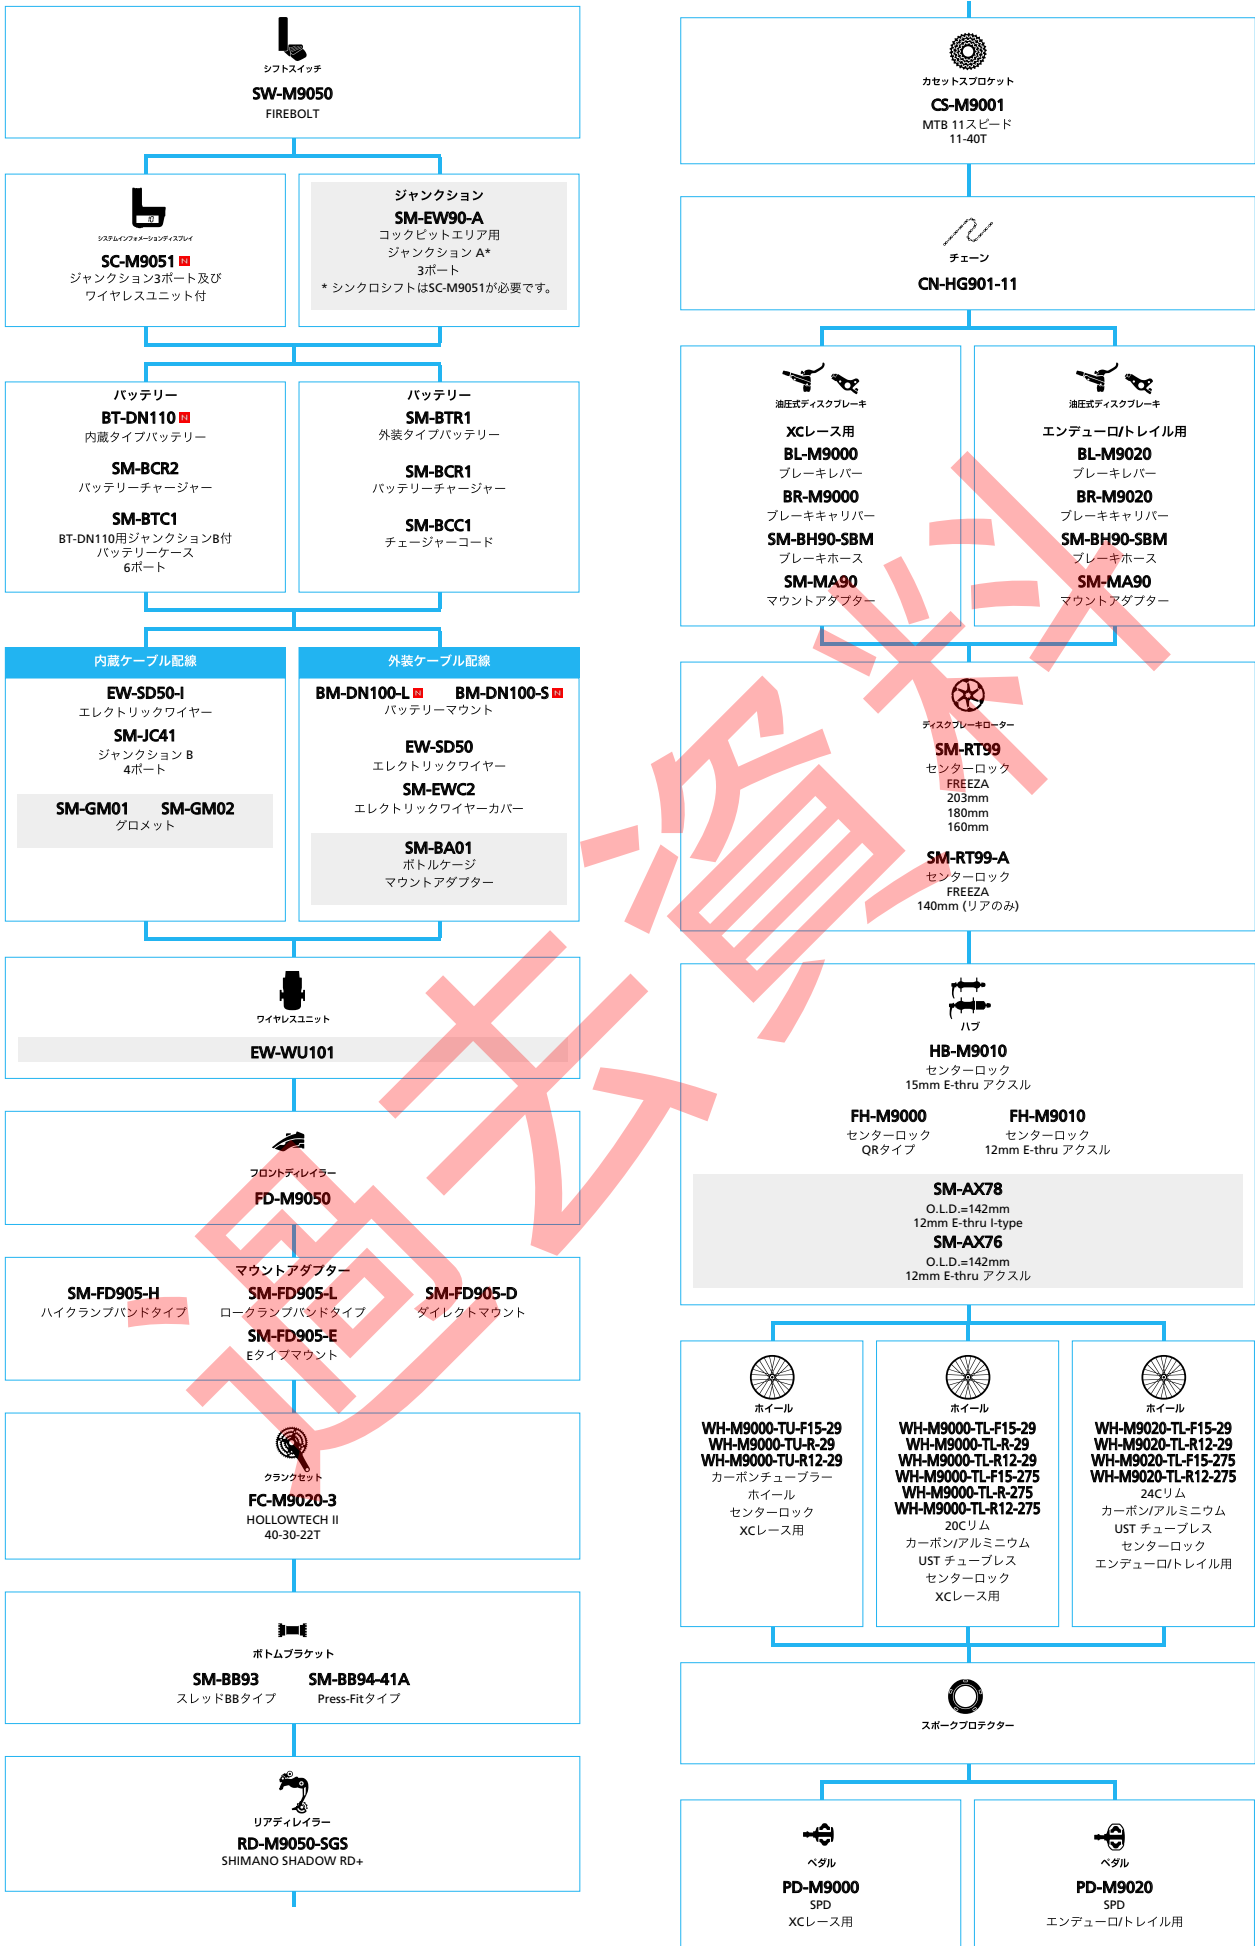 シフトスイッチ
SW-M9050
FIREBOLT
システムインフォメーションディスプレイ
SC-M9051 N
ジャンクション3ポート及び
ワイヤレスユニット付
ジャンクション
SM-EW90-A
コックピットエリア用
ジャンクション A*
3ポート
* シンクロシフトはSC-M9051が必要です。
バッテリー
BT-DN110 N
内蔵タイプバッテリー
SM-BCR2
バッテリーチャージャー
SM-BTC1
BT-DN110用ジャンクションB付
バッテリーケース
6ポート
バッテリー
SM-BTR1
外装タイプバッテリー
SM-BCR1
バッテリーチャージャー
SM-BCC1
チェージャーコード
内蔵ケーブル配線
EW-SD50-I
エレクトリックワイヤー
SM-JC41
ジャンクション B
4ポート
SM-GM01 SM-GM02
グロメット
外装ケーブル配線
BM-DN100-L N BM-DN100-S N
バッテリーマウント
EW-SD50
エレクトリックワイヤー
SM-EWC2
エレクトリックワイヤーカバー
SM-BA01
ボトルケージ
マウントアダプター
ワイヤレスユニット
EW-WU101
フロントディレイラー
FD-M9050
マウントアダプター
SM-FD905-H SM-FD905-L SM-FD905-D
ハイクランプバンドタイプ ロークランプバンドタイプ ダイレクトマウント
SM-FD905-E
Eタイプマウント
クランクセット
FC-M9020-3
HOLLOWTECH II
40-30-22T
ボトムブラケット
SM-BB93 SM-BB94-41A
スレッドBBタイプ Press-Fitタイプ
リアディレイラー
RD-M9050-SGS
SHIMANO SHADOW RD+
カセットスプロケット
CS-M9001
MTB 11スピード
11-40T
チェーン
CN-HG901-11
油圧式ディスクブレーキ
XCレース用
BL-M9000
ブレーキレバー
BR-M9000
ブレーキキャリパー
SM-BH90-SBM
ブレーキホース
SM-MA90
マウントアダプター
油圧式ディスクブレーキ
エンデューロ/トレイル用
BL-M9020
ブレーキレバー
BR-M9020
ブレーキキャリパー
SM-BH90-SBM
ブレーキホース
SM-MA90
マウントアダプター
ディスクブレーキローター
SM-RT99
センターロック
FREEZA
203mm
180mm
160mm
SM-RT99-A
センターロック
FREEZA
140mm (リアのみ)
ハブ
HB-M9010
センターロック
15mm E-thru アクスル
FH-M9000 FH-M9010
センターロック センターロック
QRタイプ 12mm E-thru アクスル
SM-AX78
O.L.D.=142mm
12mm E-thru I-type
SM-AX76
O.L.D.=142mm
12mm E-thru アクスル
ホイール
WH-M9000-TU-F15-29
WH-M9000-TU-R-29
WH-M9000-TU-R12-29
カーボンチューブラー
ホイール
センターロック
XCレース用
ホイール
WH-M9000-TL-F15-29
WH-M9000-TL-R-29
WH-M9000-TL-R12-29
WH-M9000-TL-F15-275
WH-M9000-TL-R-275
WH-M9000-TL-R12-275
20Cリム
カーボン/アルミニウム
UST チューブレス
センターロック
XCレース用
ホイール
WH-M9020-TL-F15-29
WH-M9020-TL-R12-29
WH-M9020-TL-F15-275
WH-M9020-TL-R12-275
24Cリム
カーボン/アルミニウム
UST チューブレス
センターロック
エンデューロ/トレイル用
スポークプロテクター
ペダル
PD-M9000
SPD
XCレース用
ペダル
PD-M9020
SPD
エンデューロ/トレイル用
過去資料